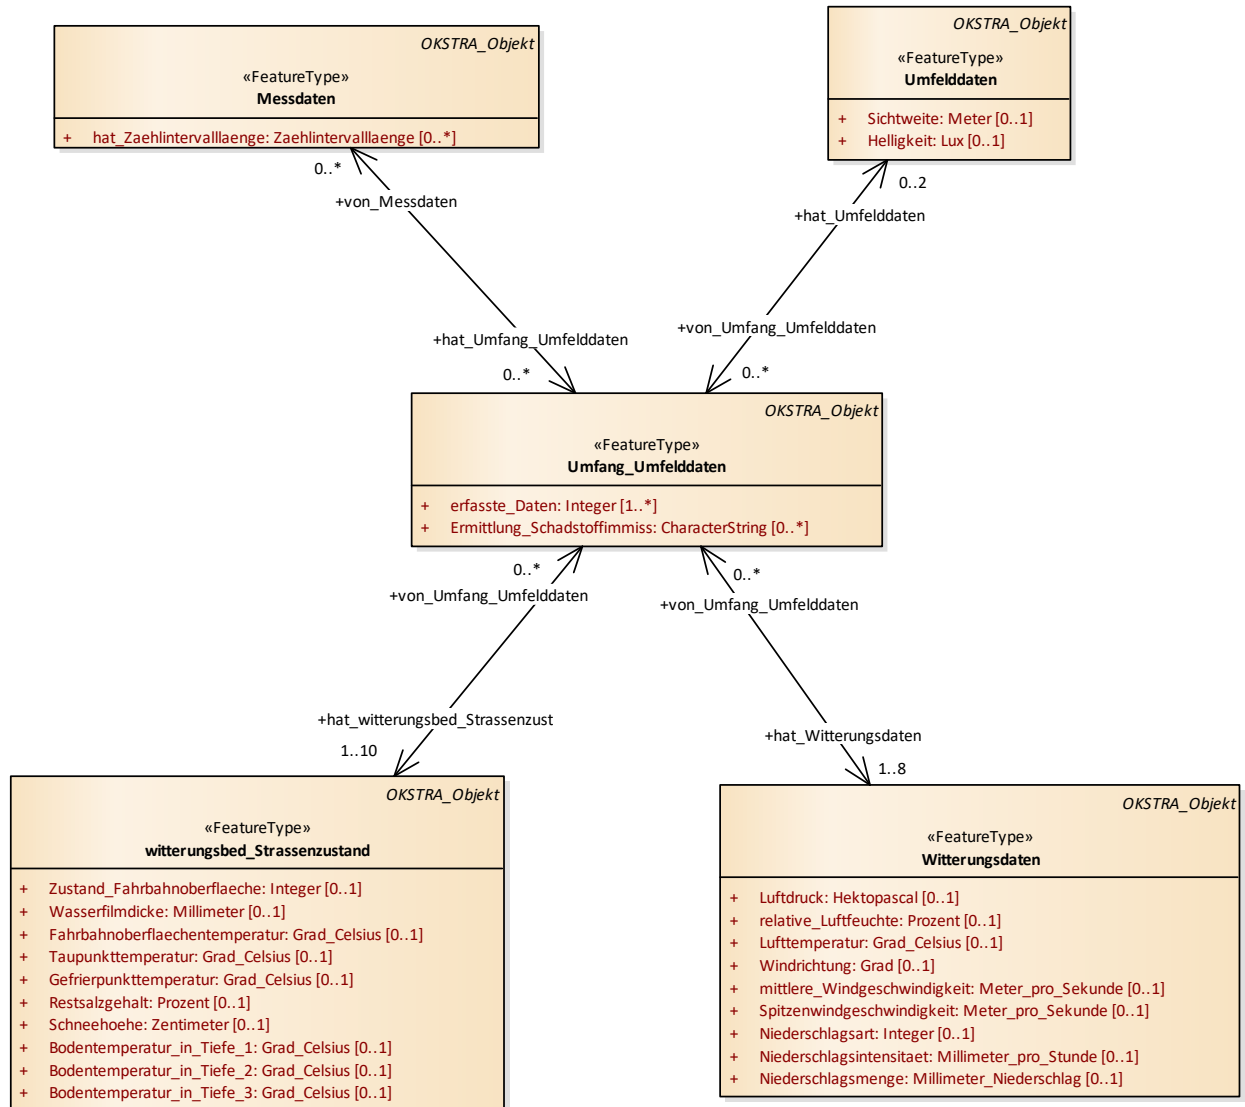 OKSTRA_Objekt
«FeatureType»
Messdaten
+ hat_Zaehlintervalllaenge: Zaehlintervalllaenge [0..*]
OKSTRA_Objekt
«FeatureType»
Umfelddaten
+ Sichtweite: Meter [0..1]
+ Helligkeit: Lux [0..1]
0..*
+von_Messdaten
0..2
+hat_Umfelddaten
+hat_Umfang_Umfelddaten
0..*
+von_Umfang_Umfelddaten
0..*
OKSTRA_Objekt
«FeatureType»
Umfang_Umfelddaten
+ erfasste_Daten: Integer [1..*]
+ Ermittlung_Schadstoffimmiss: CharacterString [0..*]
0..*
+von_Umfang_Umfelddaten
0..*
+von_Umfang_Umfelddaten
+hat_witterungsbed_Strassenzust
1..10
+hat_Witterungsdaten
1..8
OKSTRA_Objekt
«FeatureType»
witterungsbed_Strassenzustand
+ Zustand_Fahrbahnoberflaeche: Integer [0..1]
+ Wasserfilmdicke: Millimeter [0..1]
+ Fahrbahnoberflaechentemperatur: Grad_Celsius [0..1]
+ Taupunkttemperatur: Grad_Celsius [0..1]
+ Gefrierpunkttemperatur: Grad_Celsius [0..1]
+ Restsalzgehalt: Prozent [0..1]
+ Schneehoehe: Zentimeter [0..1]
+ Bodentemperatur_in_Tiefe_1: Grad_Celsius [0..1]
+ Bodentemperatur_in_Tiefe_2: Grad_Celsius [0..1]
+ Bodentemperatur_in_Tiefe_3: Grad_Celsius [0..1]
OKSTRA_Objekt
«FeatureType»
Witterungsdaten
+ Luftdruck: Hektopascal [0..1]
+ relative_Luftfeuchte: Prozent [0..1]
+ Lufttemperatur: Grad_Celsius [0..1]
+ Windrichtung: Grad [0..1]
+ mittlere_Windgeschwindigkeit: Meter_pro_Sekunde [0..1]
+ Spitzenwindgeschwindigkeit: Meter_pro_Sekunde [0..1]
+ Niederschlagsart: Integer [0..1]
+ Niederschlagsintensitaet: Millimeter_pro_Stunde [0..1]
+ Niederschlagsmenge: Millimeter_Niederschlag [0..1]